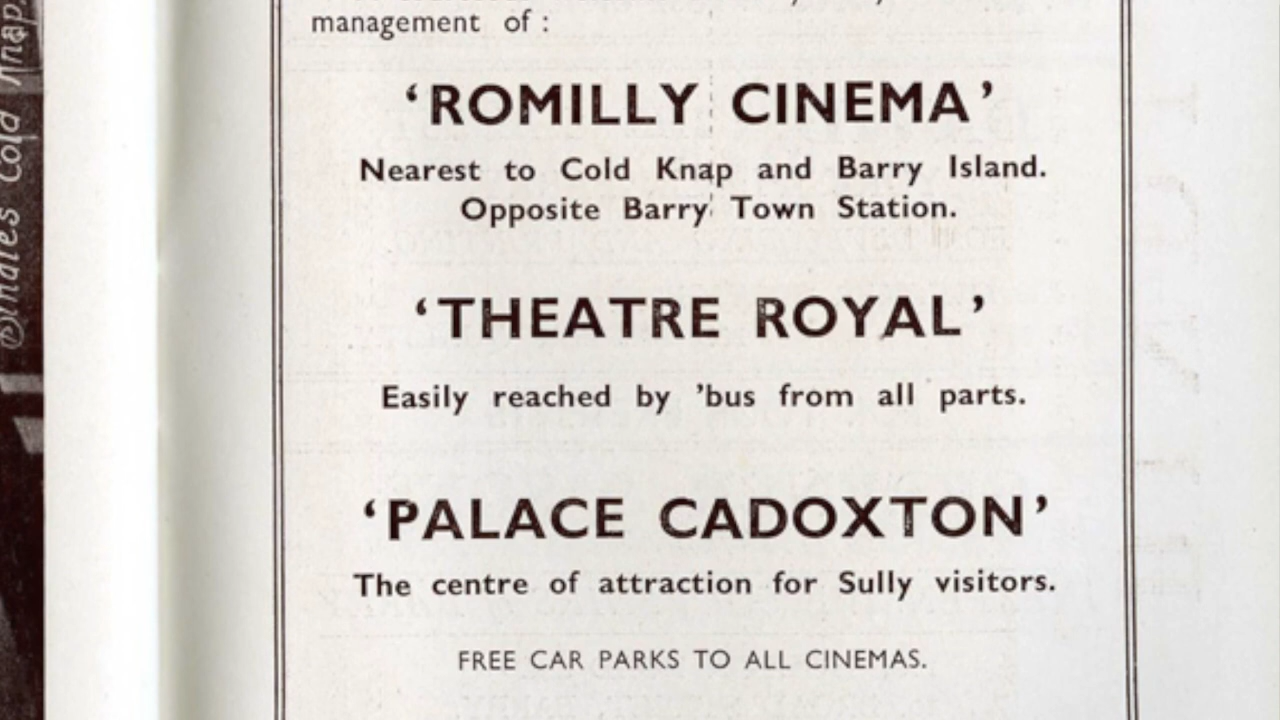 management of :
‘ROMILLY CINEMA’
Nearest to Cold Knap and Barry Island.
Opposite Barry Town Station.
‘THEATRE ROYAL’
Easily reached by ’bus from all parts.
‘PALACE CADOXTON’
The centre of attraction for Sully visitors.
FREE CAR PARKS TO ALL CINEMAS.
Cold Knap.